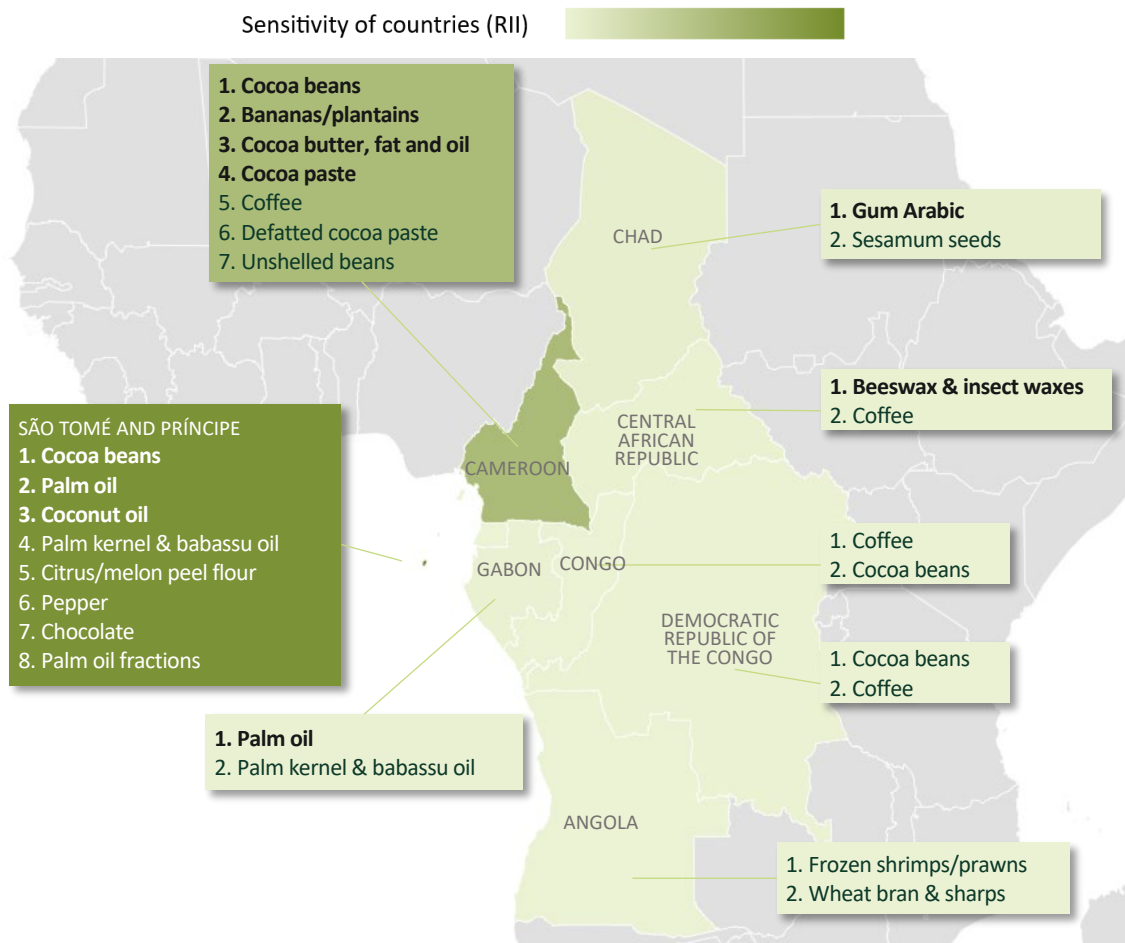 Sensitivity of countries (RII)
1. Cocoa beans
2. Bananas/plantains
3. Cocoa butter, fat and oil
4. Cocoa paste
5. Coffee
6. Defatted cocoa paste
7. Unshelled beans
CHAD
1. Gum Arabic
2. Sesamum seeds
1. Beeswax & insect waxes
2. Coffee
CENTRAL
AFRICAN
REPUBLIC
CAMEROON
SÃO TOMÉ AND PRÍNCIPE
1. Cocoa beans
2. Palm oil
3. Coconut oil
4. Palm kernel & babassu oil
5. Citrus/melon peel flour
6. Pepper
7. Chocolate
8. Palm oil fractions
GABON
CONGO
1. Coffee
2. Cocoa beans
DEMOCRATIC
REPUBLIC OF
THE CONGO
1. Cocoa beans
2. Coffee
1. Palm oil
2. Palm kernel & babassu oil
ANGOLA
1. Frozen shrimps/prawns
2. Wheat bran & sharps